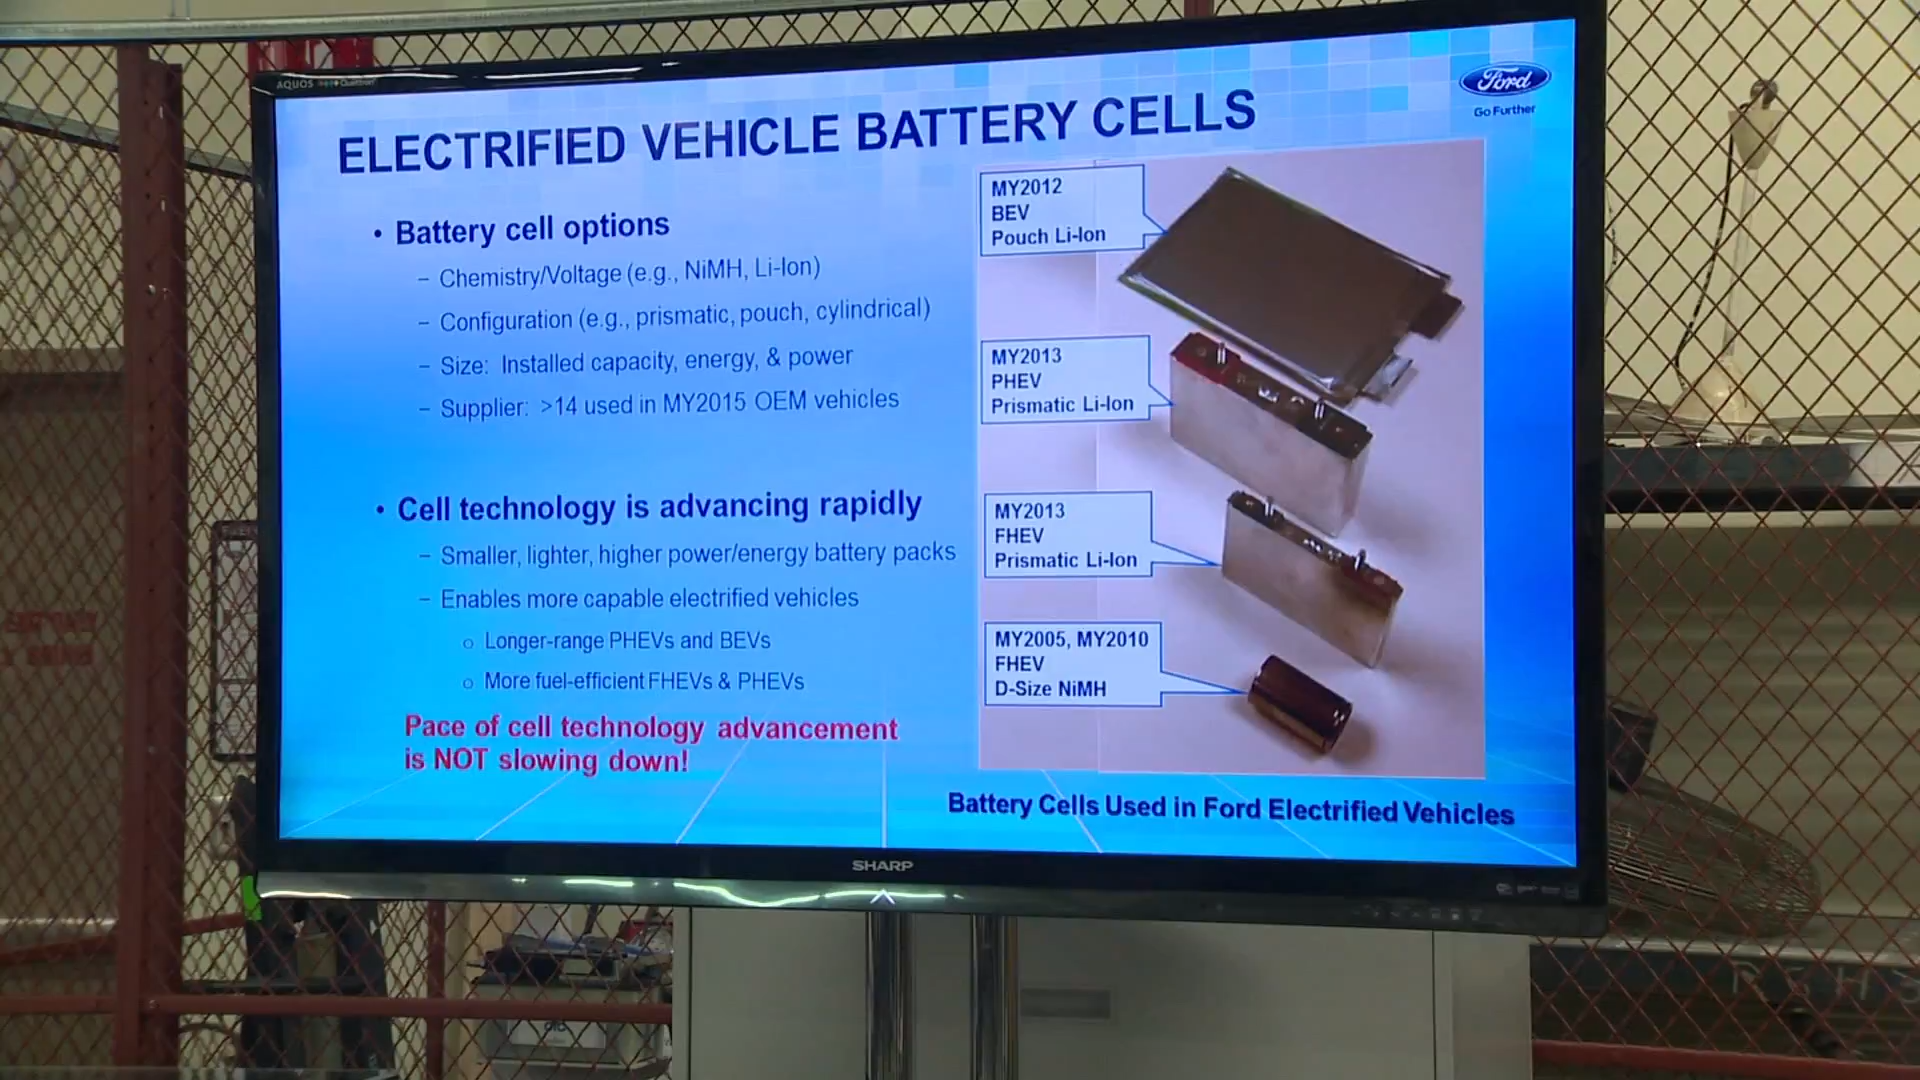 AQUOS
Ford
Go Further
ELECTRIFIED VEHICLE BATTERY CELLS
• Battery cell options
– Chemistry/Voltage (e.g., NiMH, Li-Ion)
– Configuration (e.g., prismatic, pouch, cylindrical)
– Size: Installed capacity, energy, & power
– Supplier: >14 used in MY2015 OEM vehicles
• Cell technology is advancing rapidly
– Smaller, lighter, higher power/energy battery packs
– Enables more capable electrified vehicles
o Longer-range PHEVs and BEVs
o More fuel-efficient FHEVs & PHEVs
Pace of cell technology advancement
is NOT slowing down!
MY2012
BEV
Pouch Li-Ion
MY2013
PHEV
Prismatic Li-Ion
MY2013
FHEV
Prismatic Li-Ion
MY2005, MY2010
FHEV
D-Size NiMH
Battery Cells Used in Ford Electrified Vehicles
SHARP